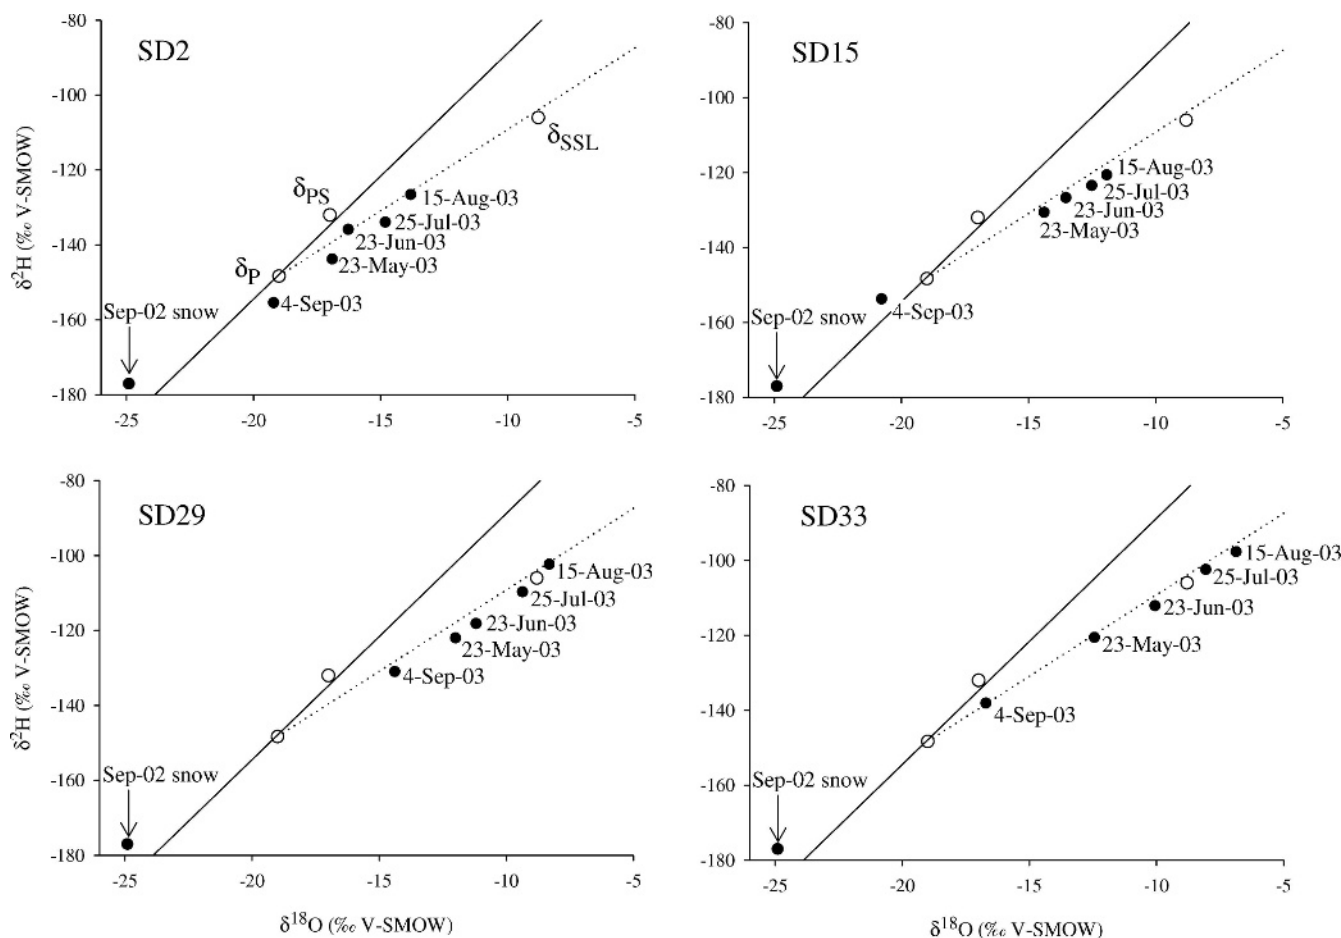 SD2
-80
-100
-120
-140
-160
-180
δ²H (‰ V-SMOW)
δSSL
δPS
δP
15-Aug-03
25-Jul-03
23-Jun-03
23-May-03
4-Sep-03
Sep-02 snow
-25 -20 -15 -10 -5
SD15
-80
-100
-120
-140
-160
-180
15-Aug-03
25-Jul-03
23-Jun-03
23-May-03
4-Sep-03
Sep-02 snow
-25 -20 -15 -10 -5
SD29
-80
-100
-120
-140
-160
-180
δ²H (‰ V-SMOW)
15-Aug-03
25-Jul-03
23-Jun-03
23-May-03
4-Sep-03
Sep-02 snow
-25 -20 -15 -10 -5
δ¹⁸O (‰ V-SMOW)
SD33
-80
-100
-120
-140
-160
-180
15-Aug-03
25-Jul-03
23-Jun-03
23-May-03
4-Sep-03
Sep-02 snow
-25 -20 -15 -10 -5
δ¹⁸O (‰ V-SMOW)